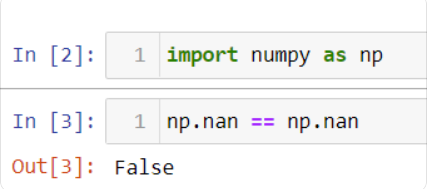 In [2]: 1 import numpy as np
In [3]: 1 np.nan == np.nan
Out[3]: False